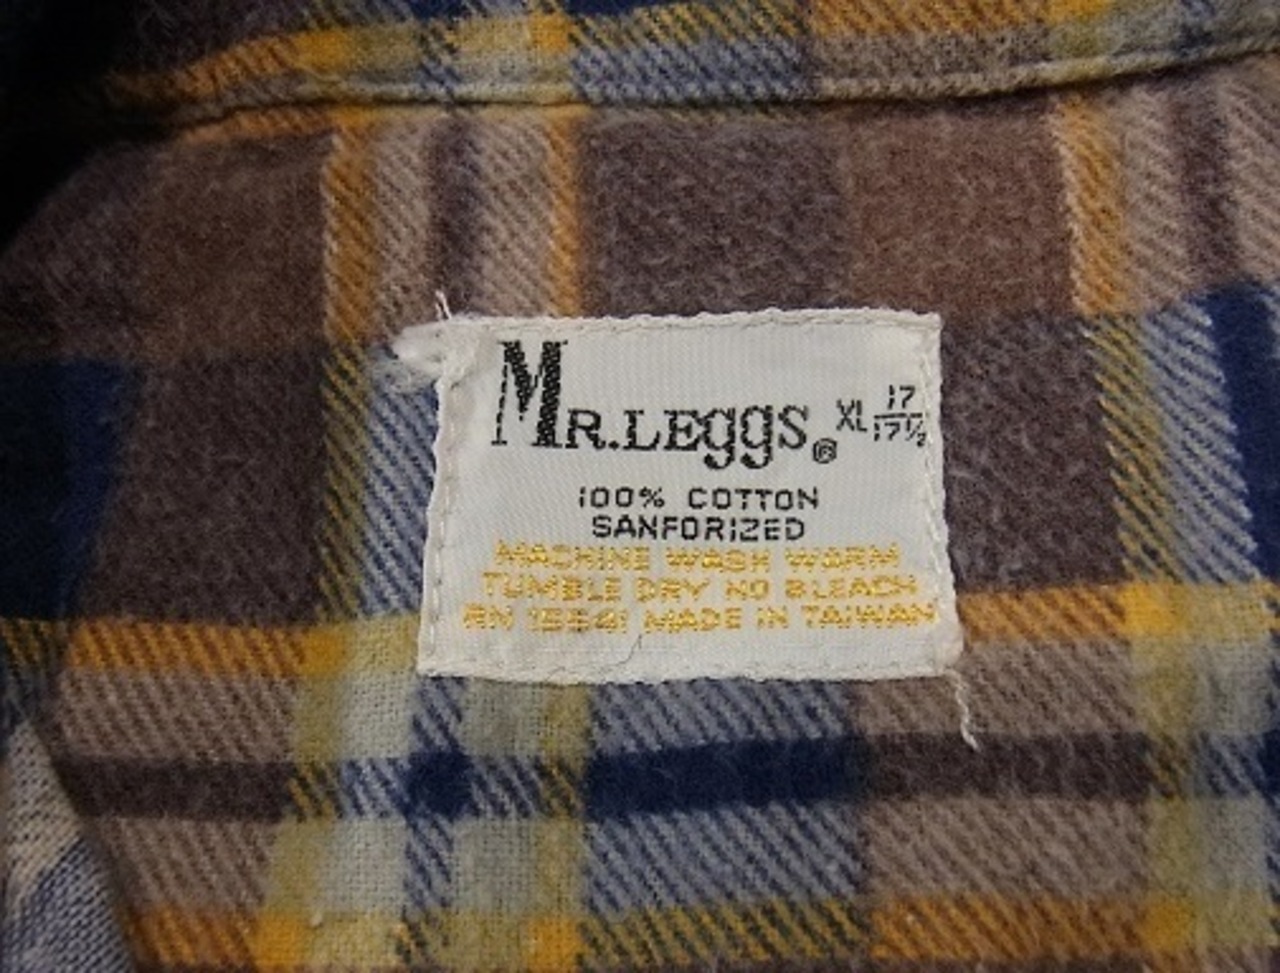 MR.LEggs® XL 17/17½
100% COTTON
SANFORIZED
MACHINE WASH WARM
TUMBLE DRY NO BLEACH
RN MADE IN TAIWAN